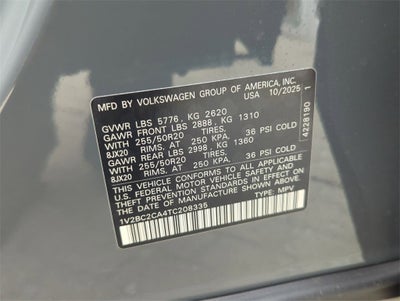 MFD BY VOLKSWAGEN GROUP OF AMERICA, INC.
USA 10/2025
GVWR LBS 5776, KG 2620
GAWR FRONT LBS 2888, KG 1310
WITH 255/50R20 TIRES,
8JX20 RIMS, AT 250 KPA, 36 PSI COLD
GAWR REAR LBS 2998, KG 1360
WITH 255/50R20 TIRES,
8JX20 RIMS, AT 250 KPA, 36 PSI COLD
THIS VEHICLE CONFORMS TO ALL APPLICABLE
U.S. FEDERAL MOTOR VEHICLE SAFETY AND
THEFT PREVENTION STANDARDS IN EFFECT ON
THE DATE OF MANUFACTURE SHOWN ABOVE.
1V2BC2CA4TC208335 TYPE: MPV
4228190 1